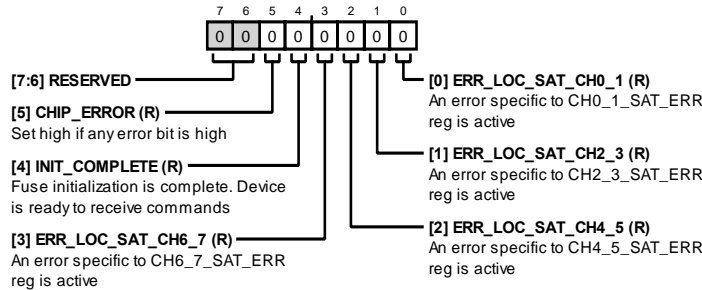 7 6 5 4 3 2 1 0
0 0 0 0 0 0 0 0
[7:6] RESERVED
[5] CHIP_ERROR (R)
Set high if any error bit is high
[4] INIT_COMPLETE (R)
Fuse initialization is complete. Device
is ready to receive commands
[3] ERR_LOC_SAT_CH6_7 (R)
An error specific to CH6_7_SAT_ERR
reg is active
[0] ERR_LOC_SAT_CH0_1 (R)
An error specific to CH0_1_SAT_ERR
reg is active
[1] ERR_LOC_SAT_CH2_3 (R)
An error specific to CH2_3_SAT_ERR
reg is active
[2] ERR_LOC_SAT_CH4_5 (R)
An error specific to CH4_5_SAT_ERR
reg is active